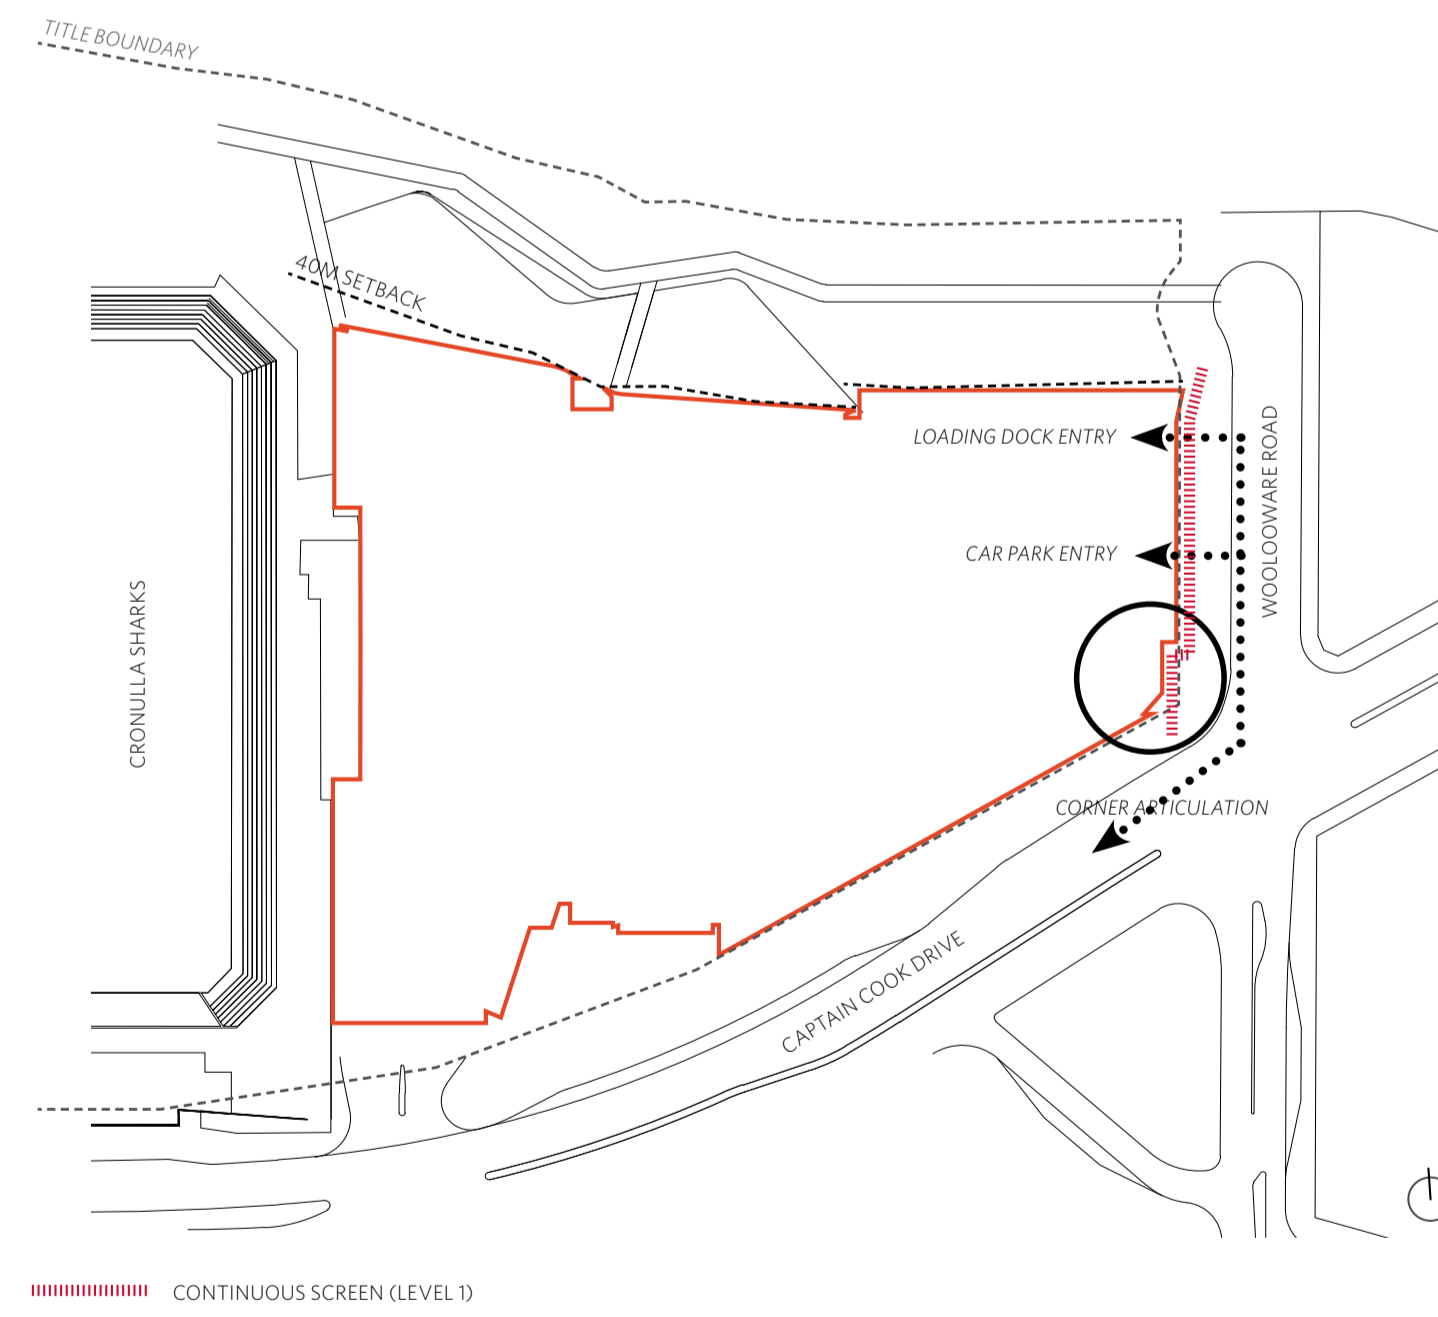 TITLE BOUNDARY
40M SETBACK
LOADING DOCK ENTRY
WOOLOOWARE ROAD
CAR PARK ENTRY
CRONULLA SHARKS
CORNER ARTICULATION
CAPTAIN COOK DRIVE
CONTINUOUS SCREEN (LEVEL 1)